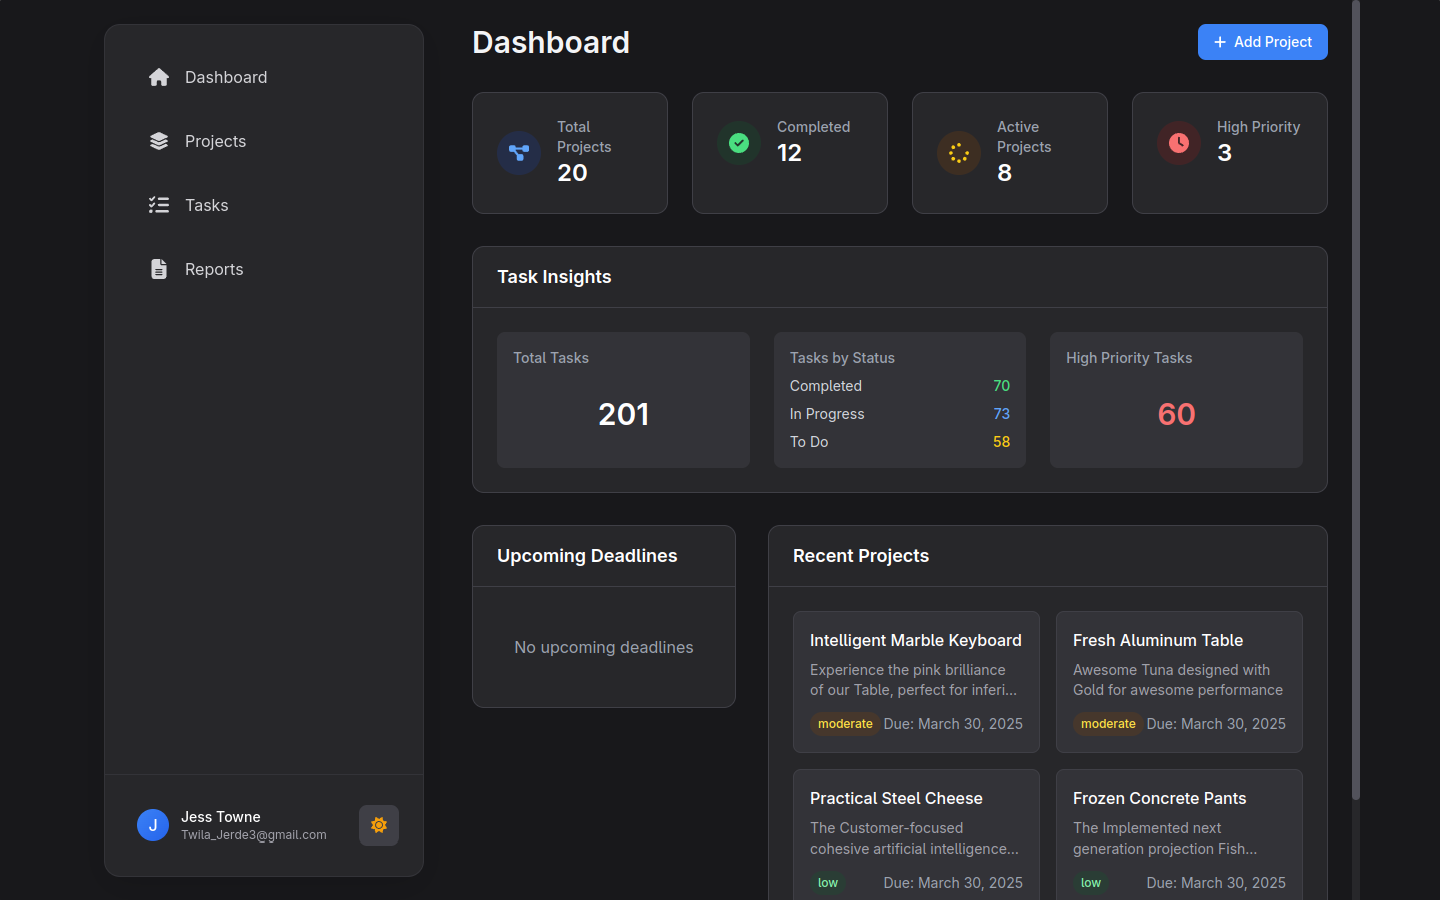 Dashboard
Projects
Tasks
Reports
J
Jess Towne
Twila_Jerde3@gmail.com
Dashboard
Add Project
Total
Projects
20
Completed
12
Active
Projects
8
High Priority
3
Task Insights
Total Tasks
201
Tasks by Status
Completed 70
In Progress 73
To Do 58
High Priority Tasks
60
Upcoming Deadlines
No upcoming deadlines
Recent Projects
Intelligent Marble Keyboard
Experience the pink brilliance
of our Table, perfect for inferi...
moderate Due: March 30, 2025
Fresh Aluminum Table
Awesome Tuna designed with
Gold for awesome performance
moderate Due: March 30, 2025
Practical Steel Cheese
The Customer-focused
cohesive artificial intelligence...
low Due: March 30, 2025
Frozen Concrete Pants
The Implemented next
generation projection Fish...
low Due: March 30, 2025